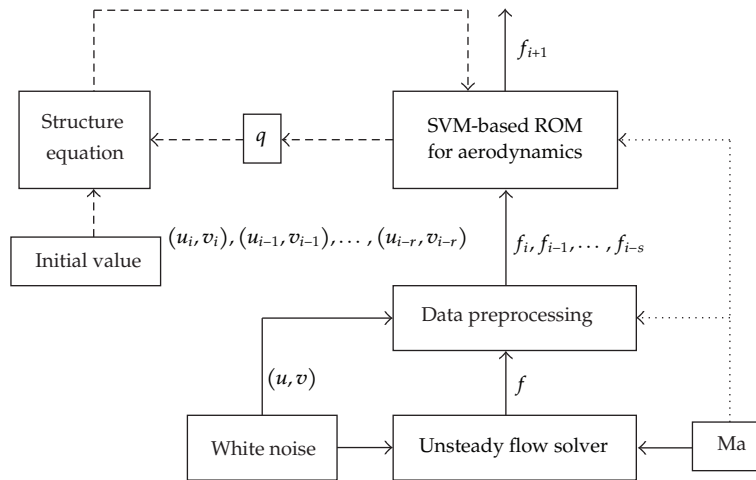 f_{i+1}
Structure
equation
q
SVM-based ROM
for aerodynamics
Initial value
(u_i, v_i), (u_{i−1}, v_{i−1}), . . . , (u_{i−r}, v_{i−r})
f_i, f_{i−1}, · · · , f_{i−s}
Data preprocessing
(u, v)
f
White noise
Unsteady flow solver
Ma